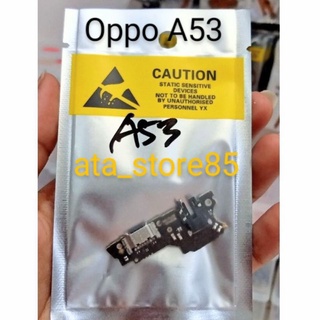 Oppo A53
CAUTION
STATIC SENSITIVE
DEVICES
NOT TO BE HANDLED
BY UNAUTHORISED
PERSONNEL YX
A53
ata_store85